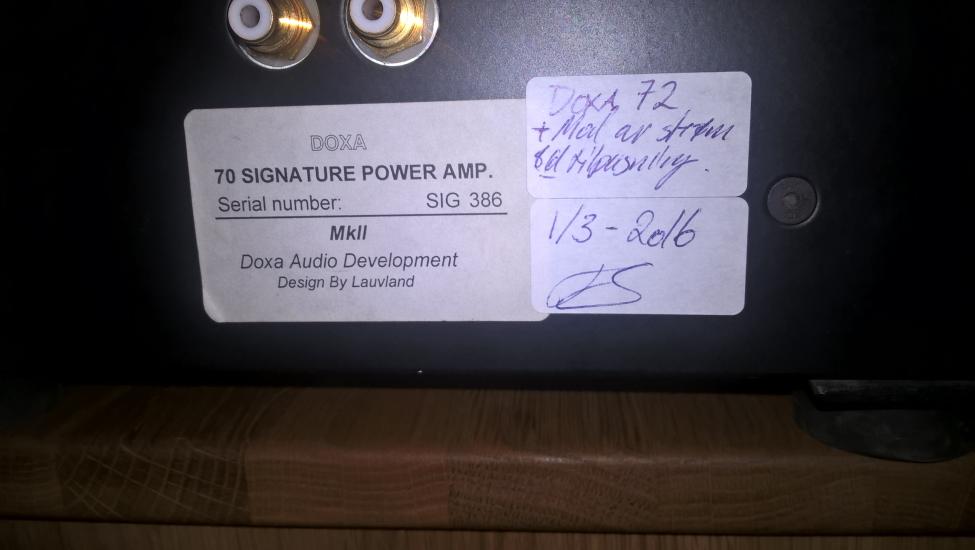 DOXA
70 SIGNATURE POWER AMP.
Serial number: SIG 386
MkII
Doxa Audio Development
Design By Lauvland
Doxa 72
+ Mod av strøm
1/3 - 2016